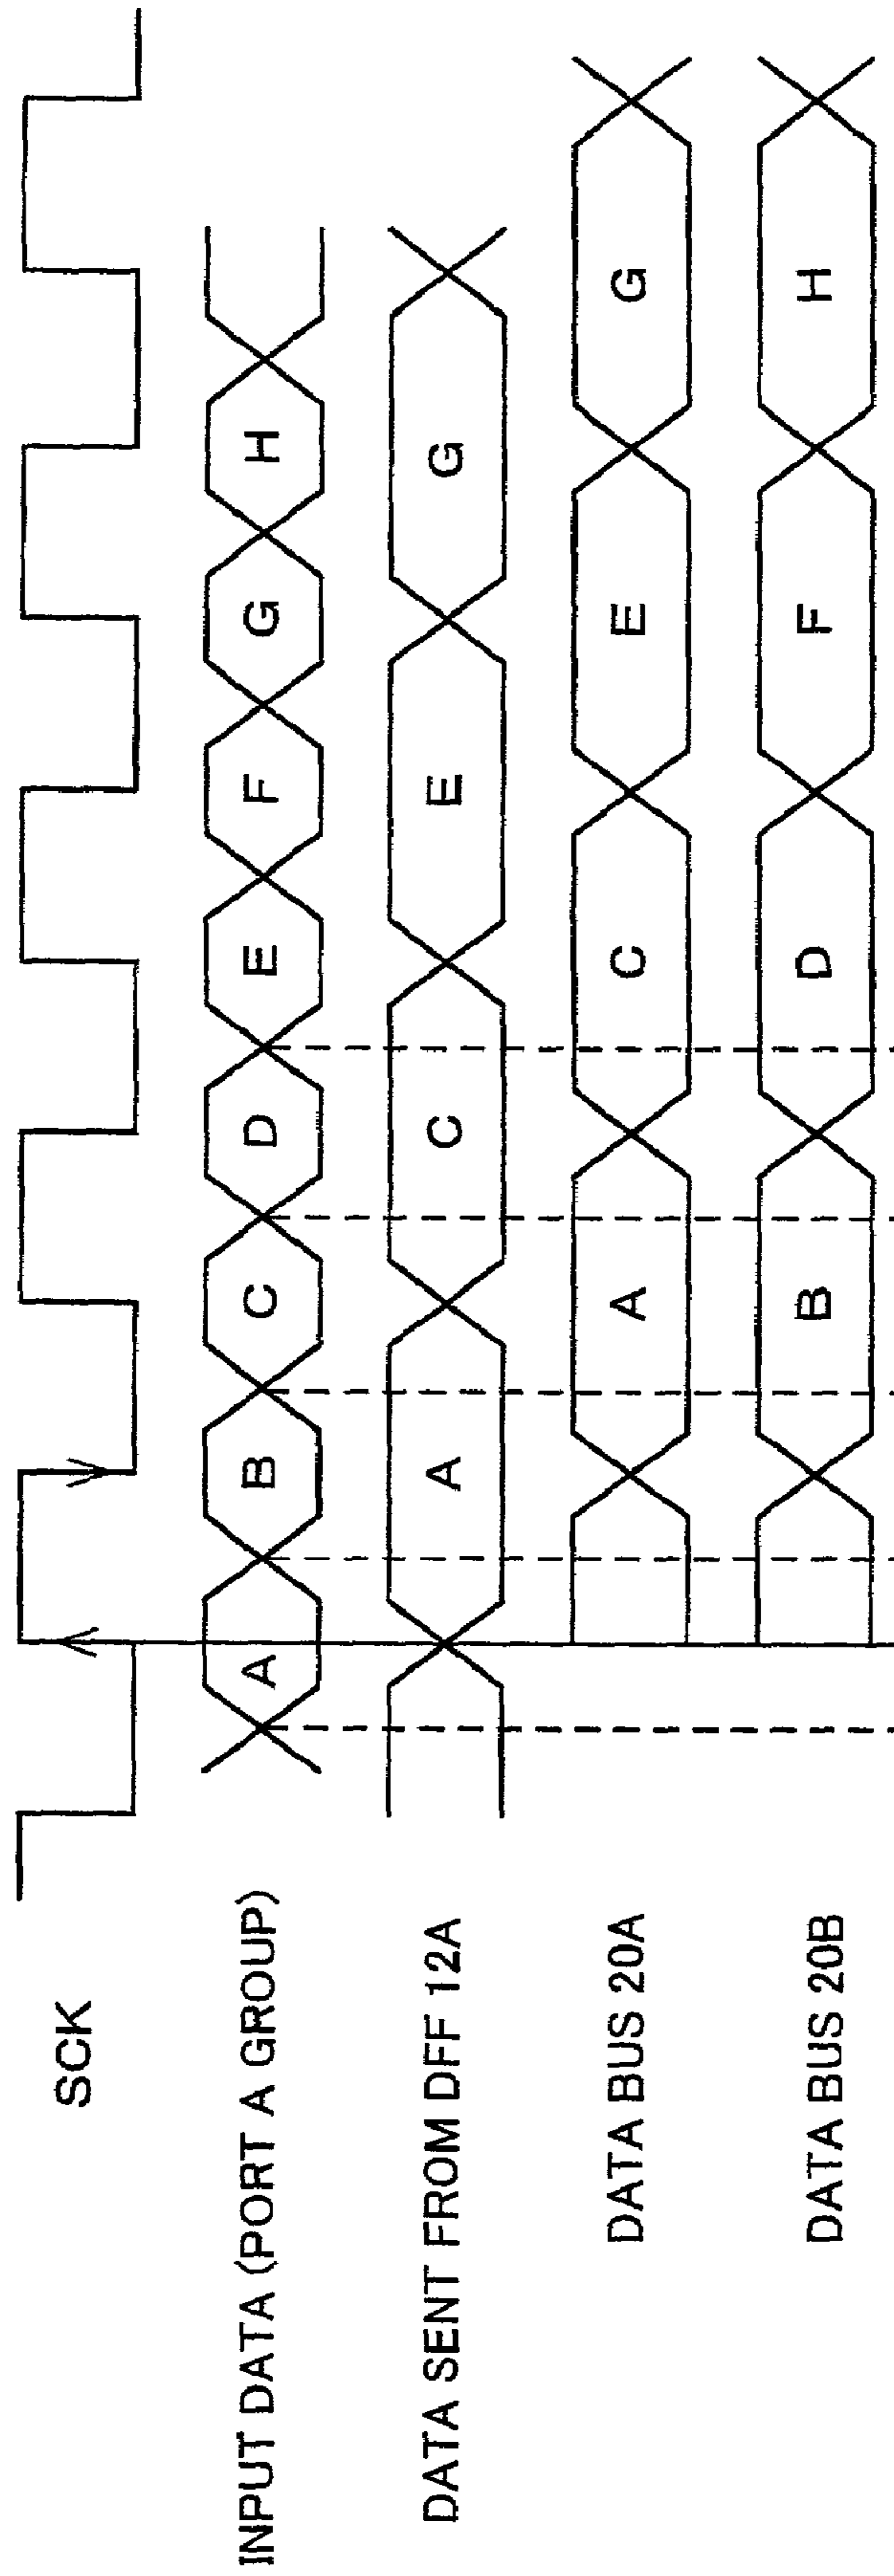 SCK
INPUT DATA (PORT A GROUP) A B C D E F G H
DATA SENT FROM DFF 12A A C E G
DATA BUS 20A A C E G
DATA BUS 20B B D F H